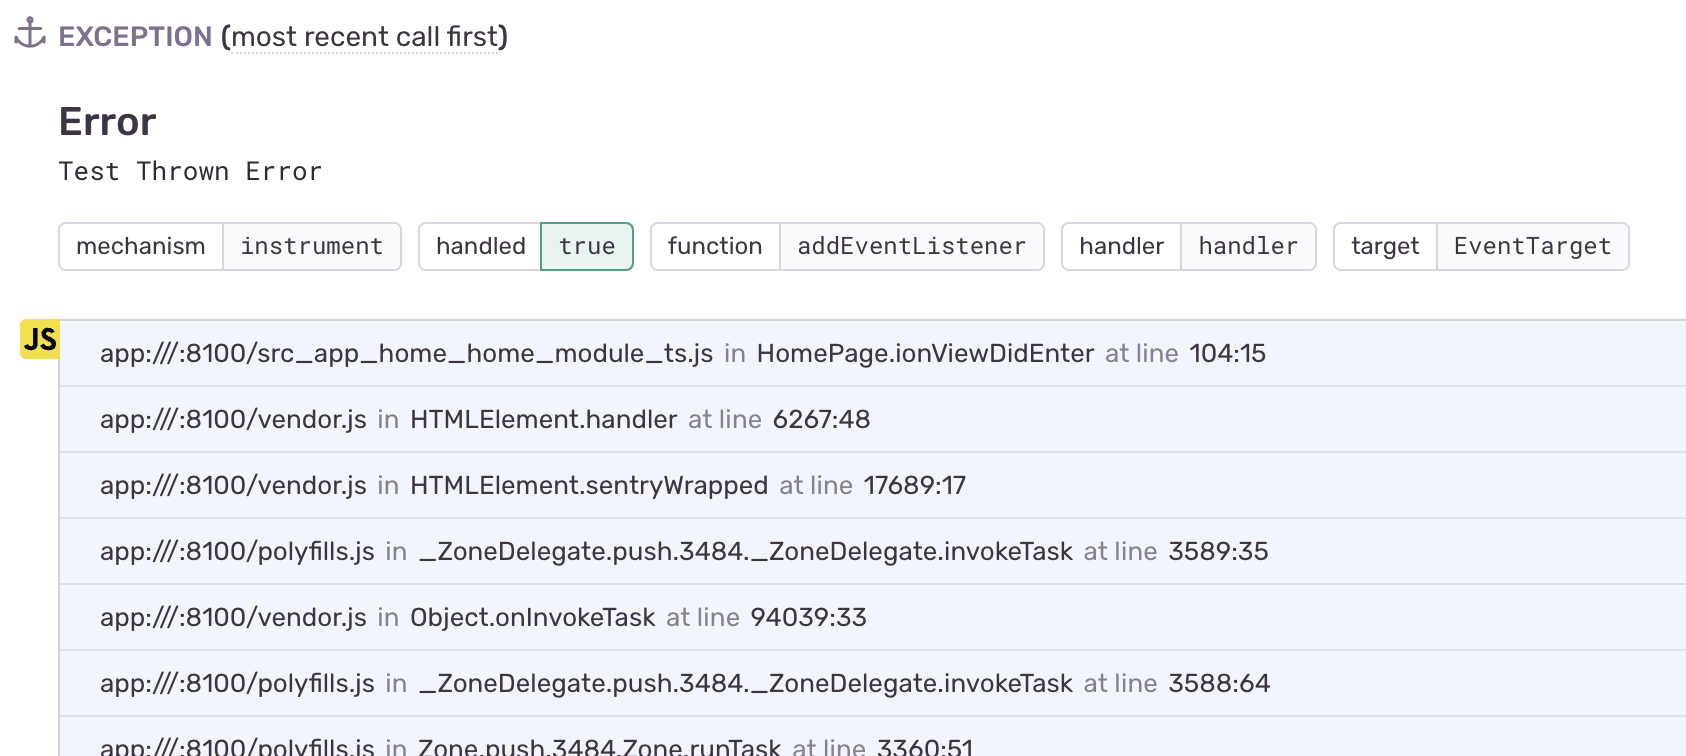 EXCEPTION (most recent call first)
Error
Test Thrown Error
mechanism instrument handled true function addEventListener handler handler target EventTarget
JS
app:///:8100/src_app_home_home_module_ts.js in HomePage.ionViewDidEnter at line 104:15
app:///:8100/vendor.js in HTMLElement.handler at line 6267:48
app:///:8100/vendor.js in HTMLElement.sentryWrapped at line 17689:17
app:///:8100/polyfills.js in _ZoneDelegate.push.3484._ZoneDelegate.invokeTask at line 3589:35
app:///:8100/vendor.js in Object.onInvokeTask at line 94039:33
app:///:8100/polyfills.js in _ZoneDelegate.push.3484._ZoneDelegate.invokeTask at line 3588:64
app:///:8100/polyfills.js in Zone.push.3484.Zone.runTask at line 3360:51